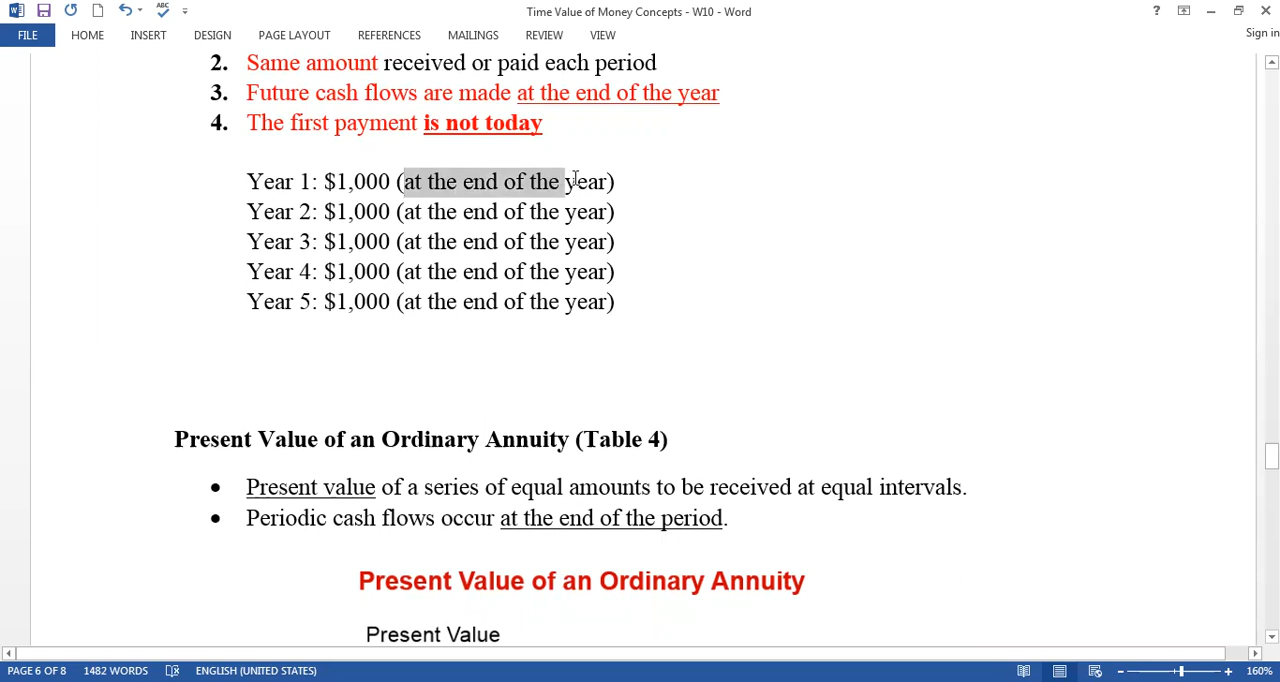 Time Value of Money Concepts - W10 - Word
?
FILE HOME INSERT DESIGN PAGE LAYOUT REFERENCES MAILINGS REVIEW VIEW Sign in
2. Same amount received or paid each period
3. Future cash flows are made at the end of the year
4. The first payment is not today
Year 1: $1,000 (at the end of the year)
Year 2: $1,000 (at the end of the year)
Year 3: $1,000 (at the end of the year)
Year 4: $1,000 (at the end of the year)
Year 5: $1,000 (at the end of the year)
Present Value of an Ordinary Annuity (Table 4)
• Present value of a series of equal amounts to be received at equal intervals.
• Periodic cash flows occur at the end of the period.
Present Value of an Ordinary Annuity
Present Value
PAGE 6 OF 8 1482 WORDS ENGLISH (UNITED STATES) 160%